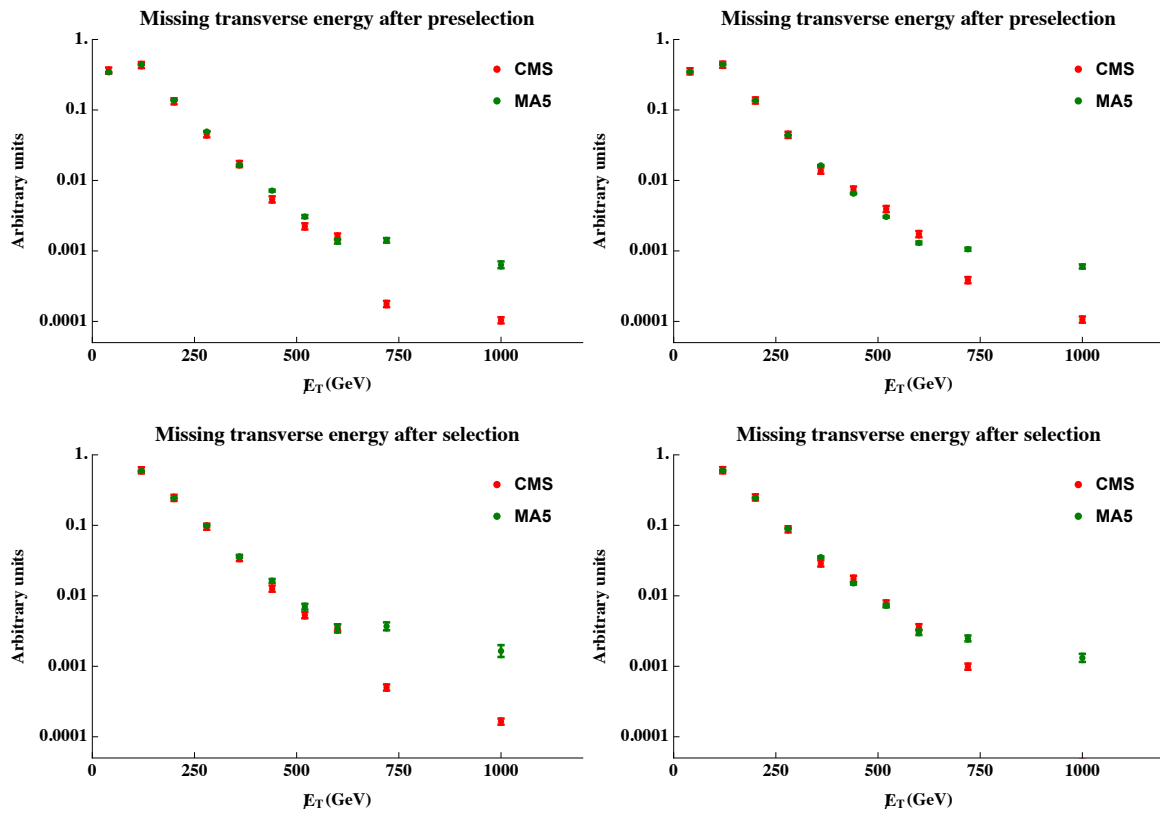 Missing transverse energy after preselection
1.
0.1
0.01
0.001
0.0001
Arbitrary units
CMS
MA5
0 250 500 750 1000
E̸T (GeV)
Missing transverse energy after preselection
1.
0.1
0.01
0.001
0.0001
Arbitrary units
CMS
MA5
0 250 500 750 1000
E̸T (GeV)
Missing transverse energy after selection
1.
0.1
0.01
0.001
0.0001
Arbitrary units
CMS
MA5
0 250 500 750 1000
E̸T (GeV)
Missing transverse energy after selection
1.
0.1
0.01
0.001
0.0001
Arbitrary units
CMS
MA5
0 250 500 750 1000
E̸T (GeV)